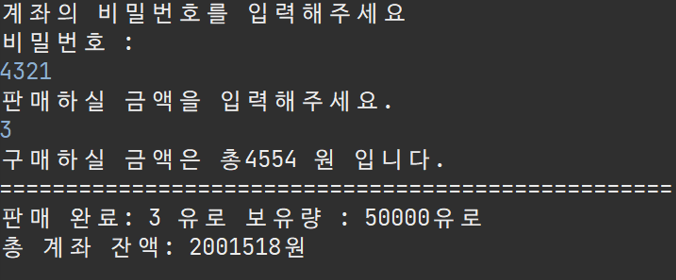 계좌의 비밀번호를 입력해주세요
비밀번호 :
4321
판매하실 금액을 입력해주세요.
3
구매하실 금액은 총4554 원 입니다.
===================================================
판매 완료: 3 유로 보유량 : 50000유로
총 계좌 잔액: 2001518원